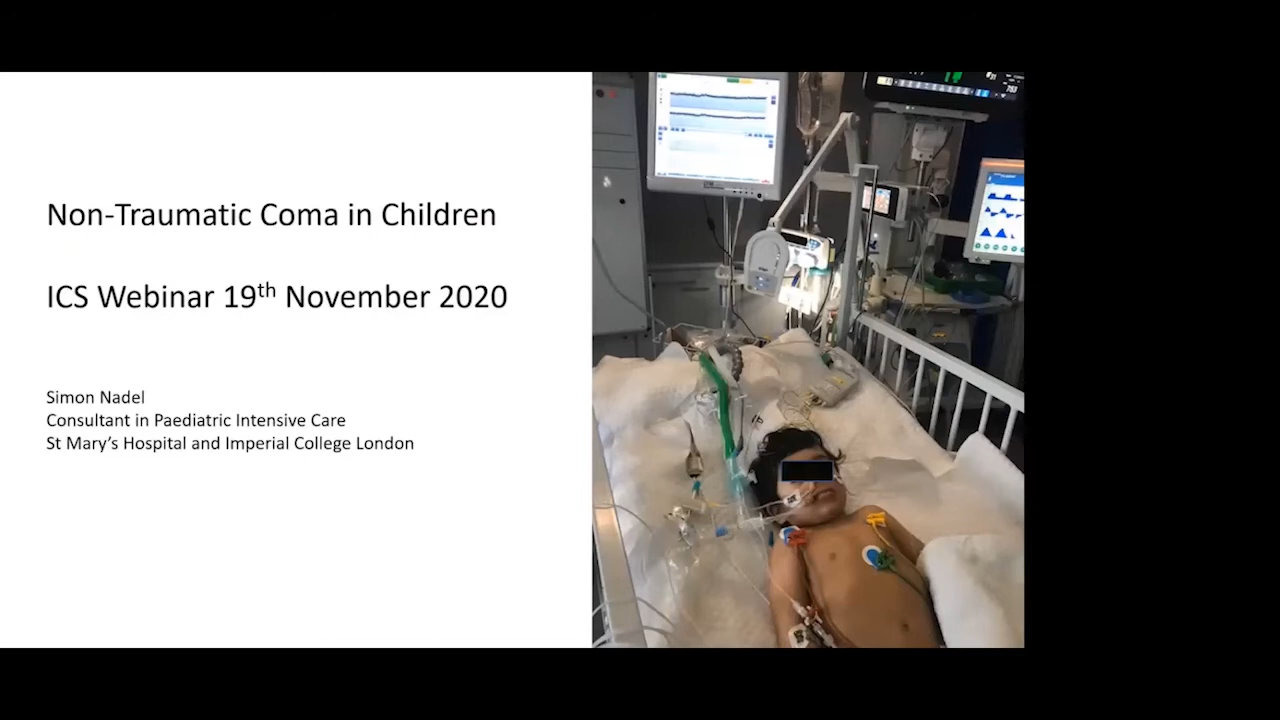 Non-Traumatic Coma in Children
ICS Webinar 19th November 2020
Simon Nadel
Consultant in Paediatric Intensive Care
St Mary's Hospital and Imperial College London